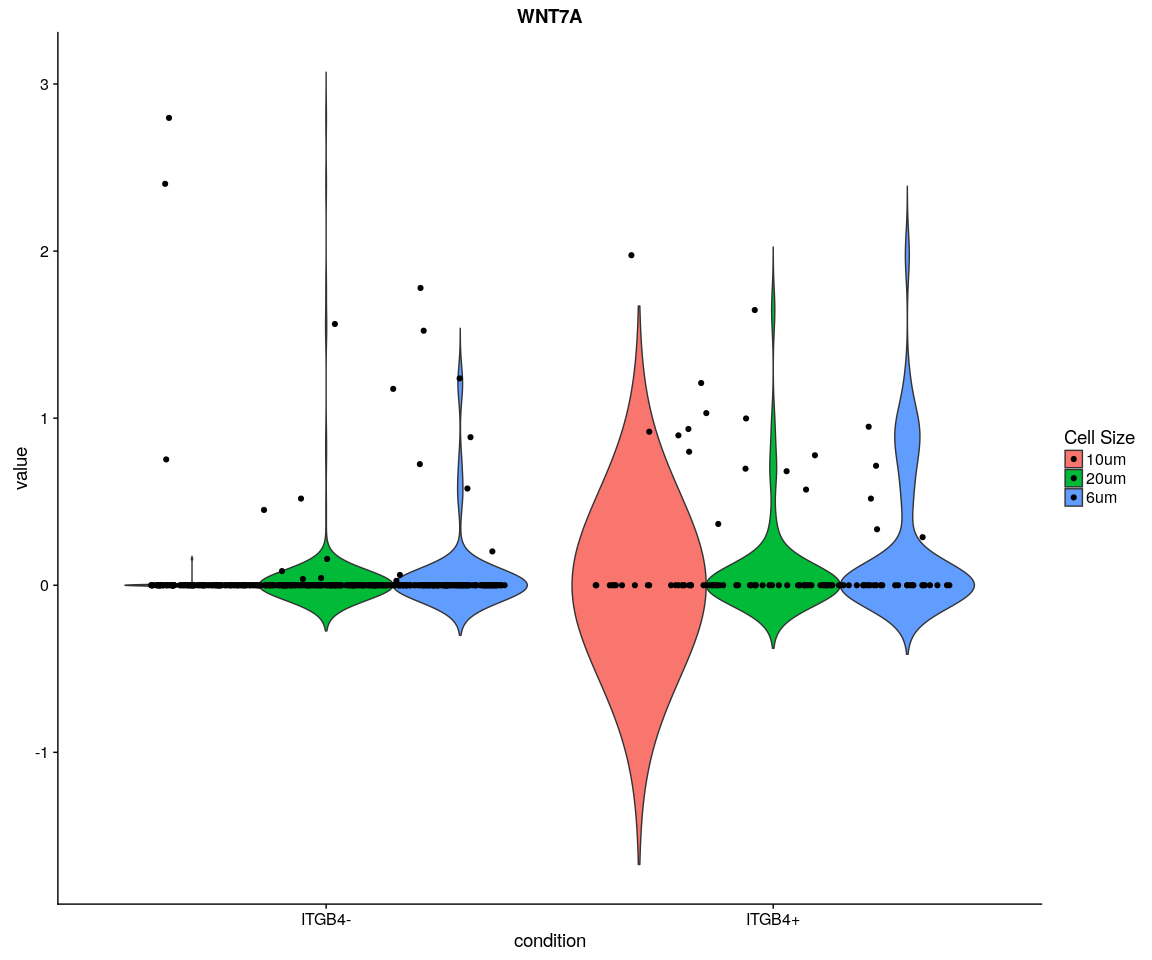 WNT7A
3
2
1
0
-1
value
ITGB4-
ITGB4+
condition
Cell Size
10um
20um
6um